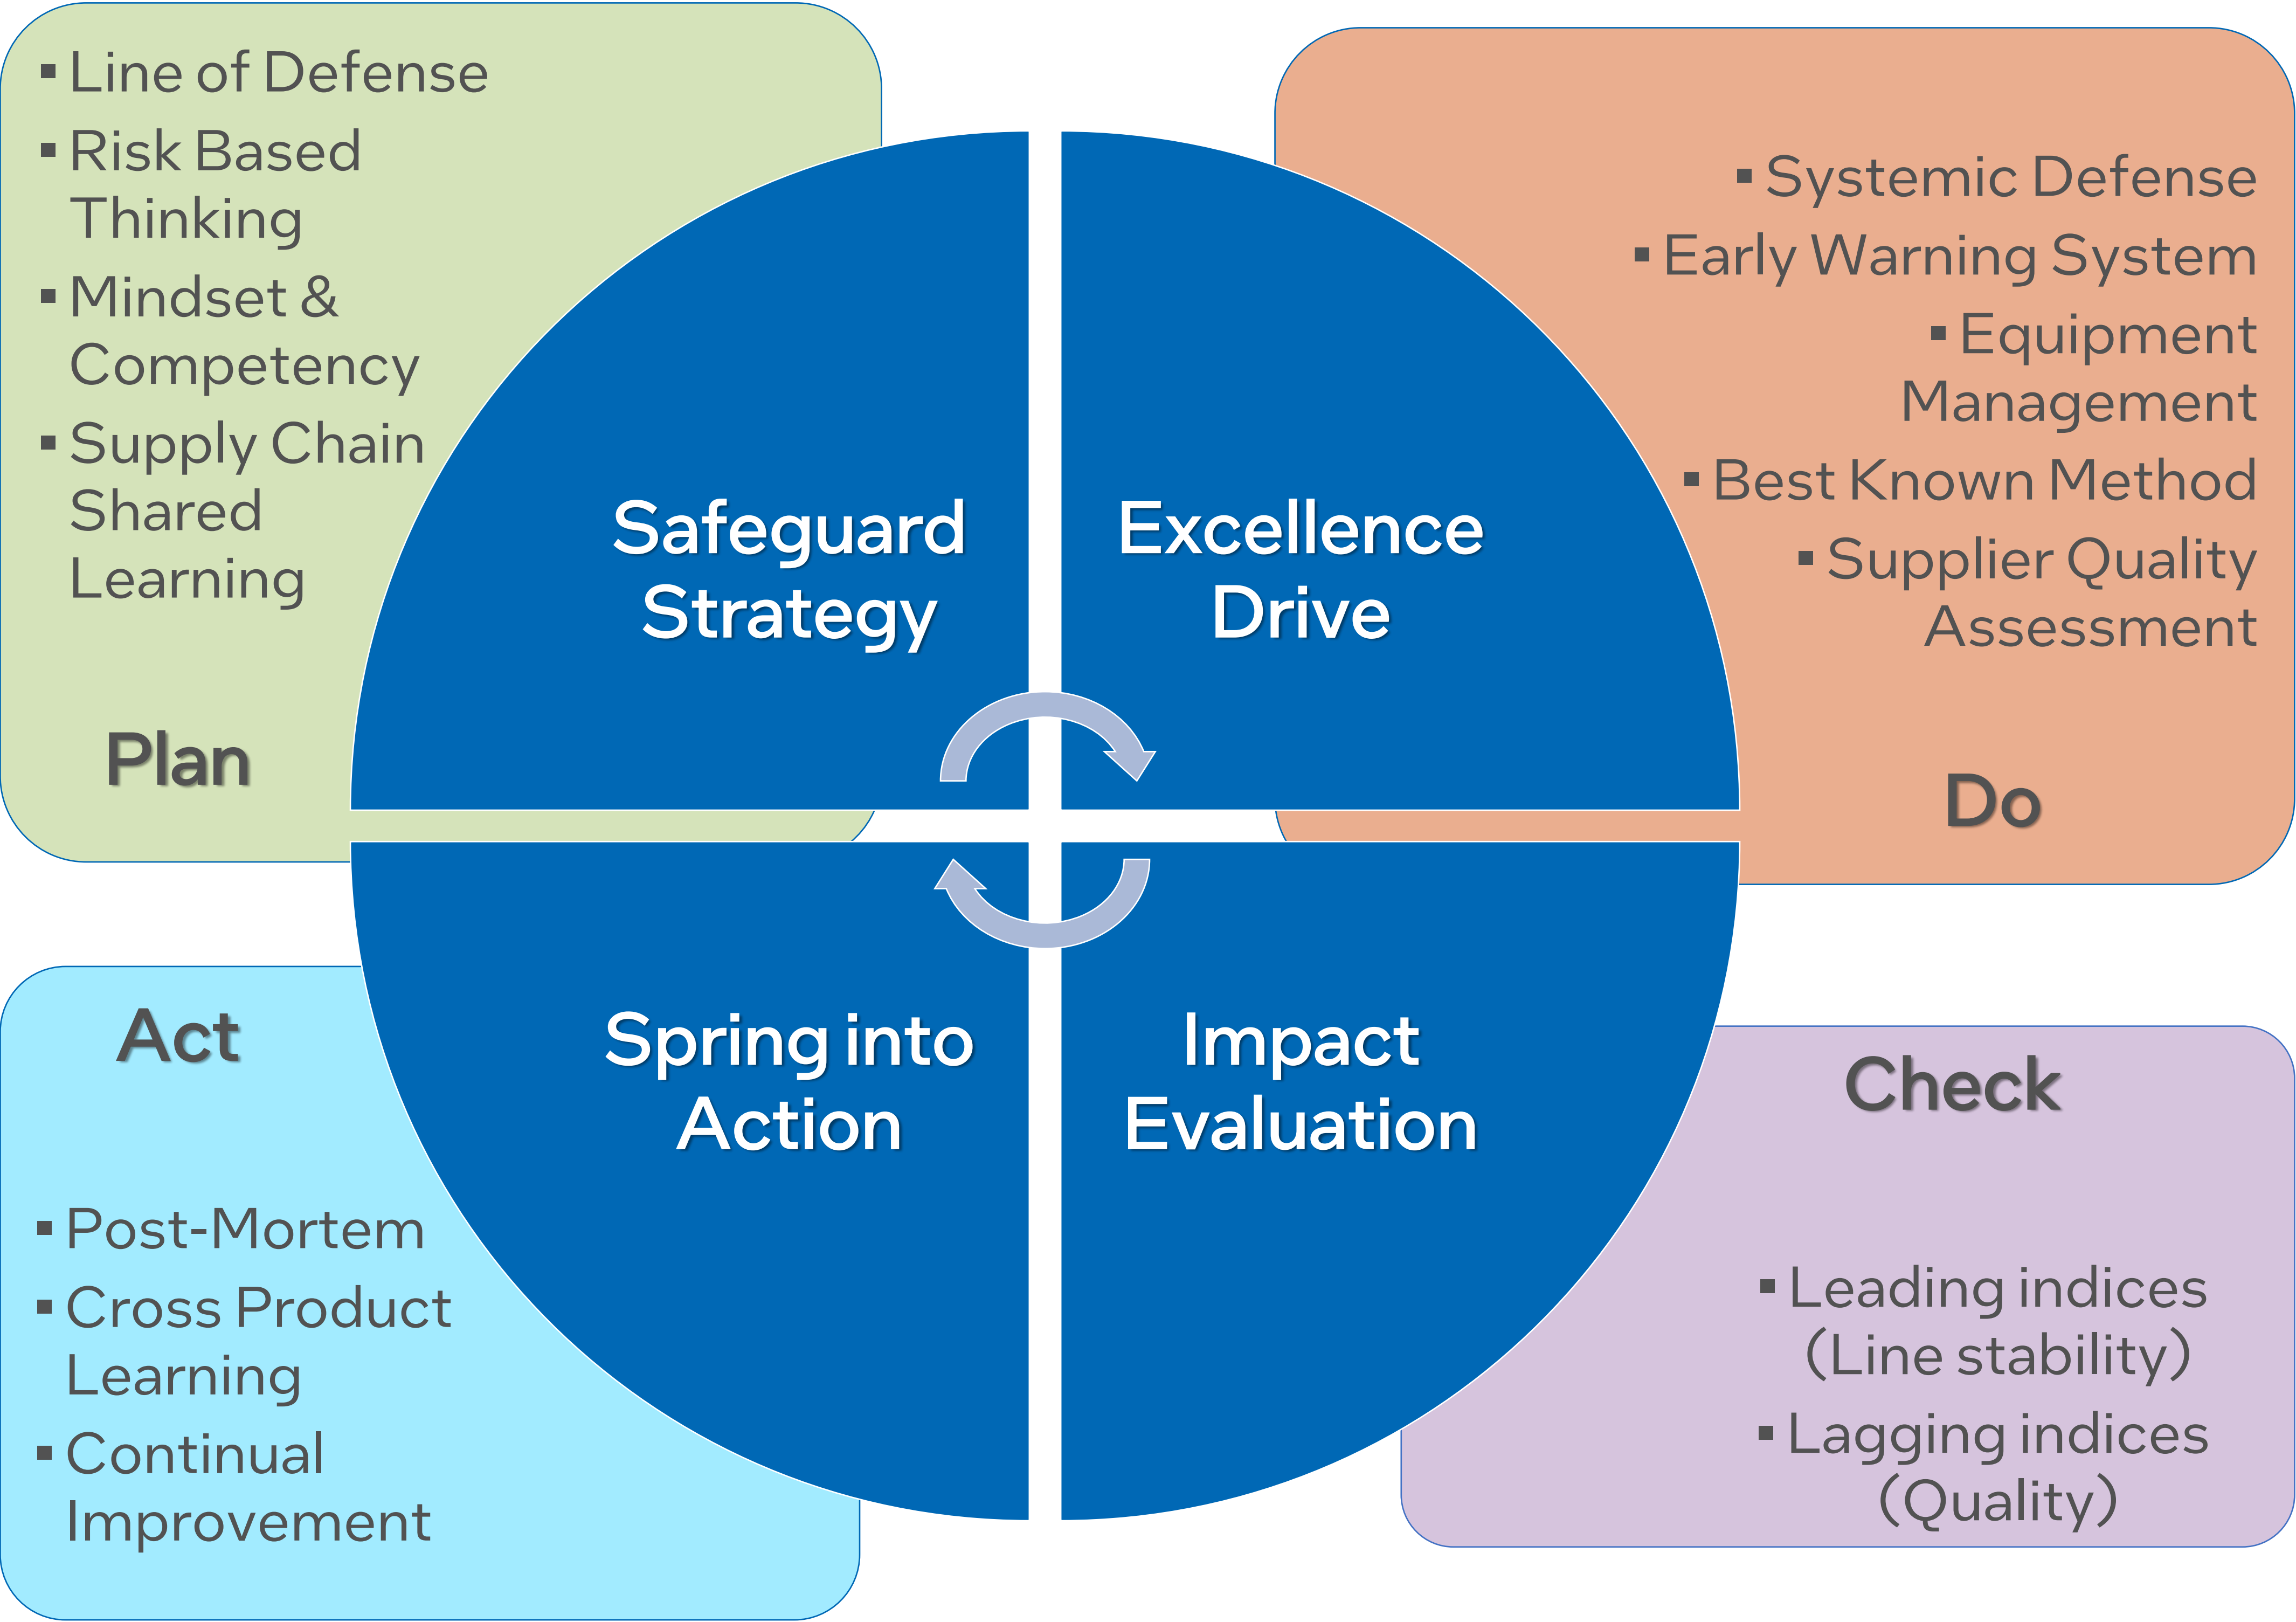 ▪ Line of Defense
▪ Risk Based
Thinking
▪ Mindset &
Competency
▪ Supply Chain
Shared
Learning
Plan
Safeguard
Strategy
Excellence
Drive
▪ Systemic Defense
▪ Early Warning System
▪ Equipment
Management
▪ Best Known Method
▪ Supplier Quality
Assessment
Do
Act
▪ Post-Mortem
▪ Cross Product
Learning
▪ Continual
Improvement
Spring into
Action
Impact
Evaluation
Check
▪ Leading indices
(Line stability)
▪ Lagging indices
(Quality)